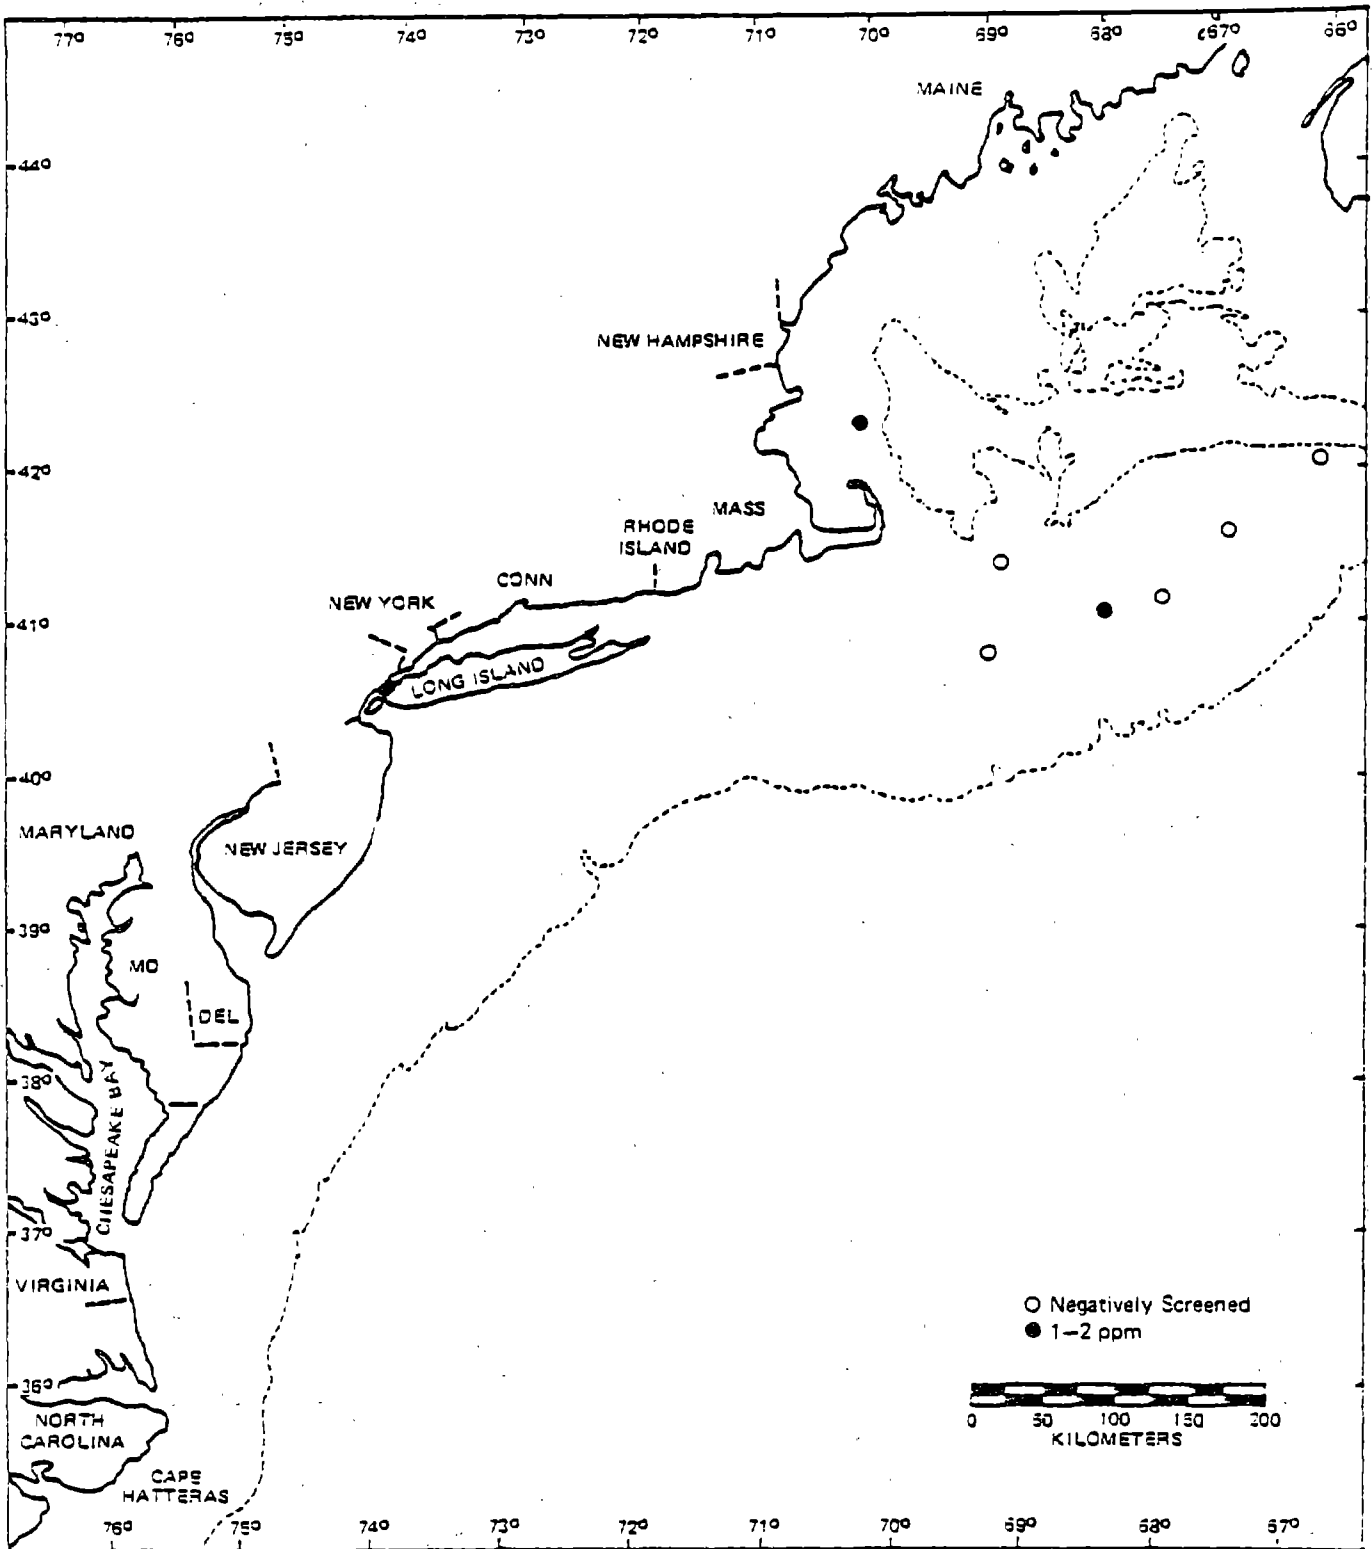 77° 76° 75° 74° 73° 72° 71° 70° 69° 68° 67° 66°
MAINE
44°
43°
NEW HAMPSHIRE
42°
MASS
RHODE
ISLAND
CONN
NEW YORK
41°
LONG ISLAND
40°
MARYLAND
NEW JERSEY
39°
MD
DEL
38°
CHESAPEAKE BAY
37°
VIRGINIA
O Negatively Screened
● 1–2 ppm
36°
0 50 100 150 200
KILOMETERS
NORTH
CAROLINA
CAPE
HATTERAS
76° 75° 74° 73° 72° 71° 70° 69° 68° 67°